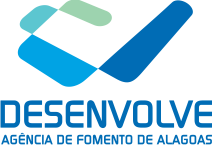 DESENVOLVE
AGÊNCIA DE FOMENTO DE ALAGOAS